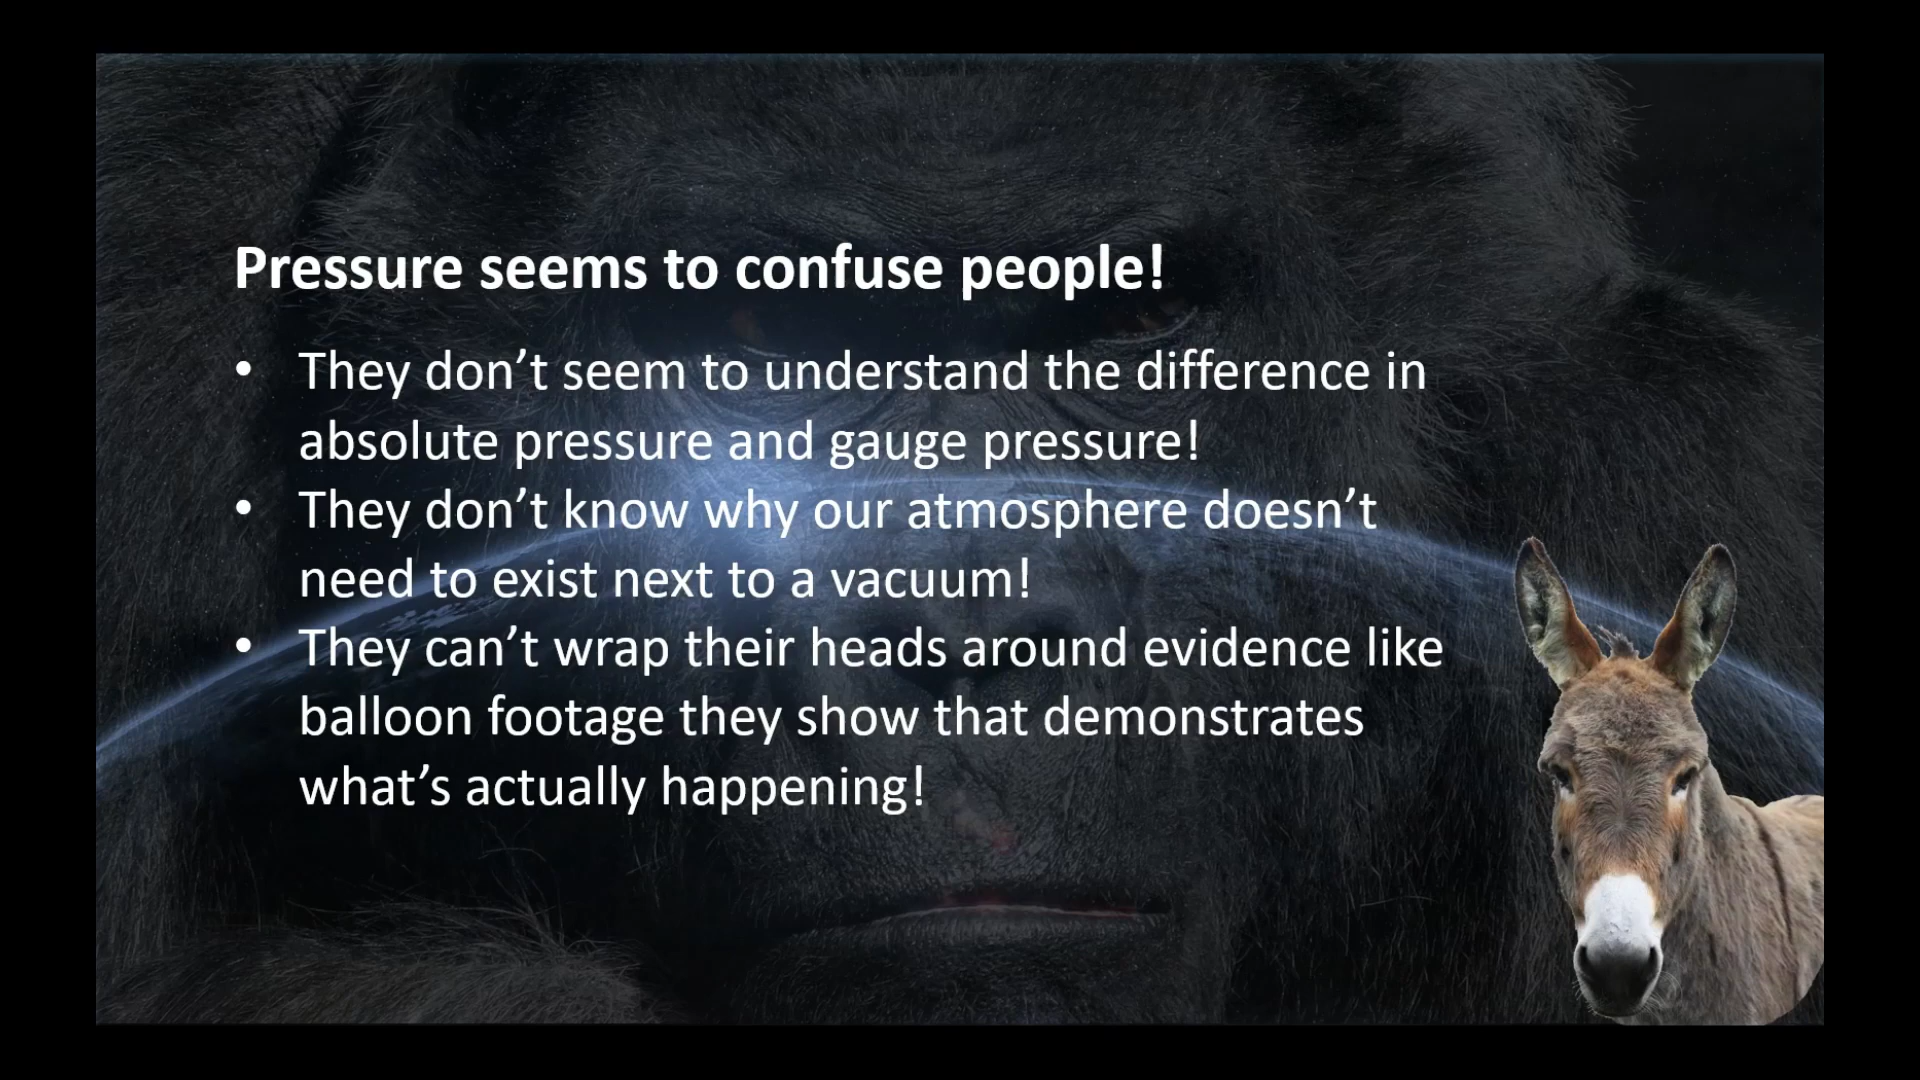 Pressure seems to confuse people!
• They don’t seem to understand the difference in
absolute pressure and gauge pressure!
• They don’t know why our atmosphere doesn’t
need to exist next to a vacuum!
• They can’t wrap their heads around evidence like
balloon footage they show that demonstrates
what’s actually happening!